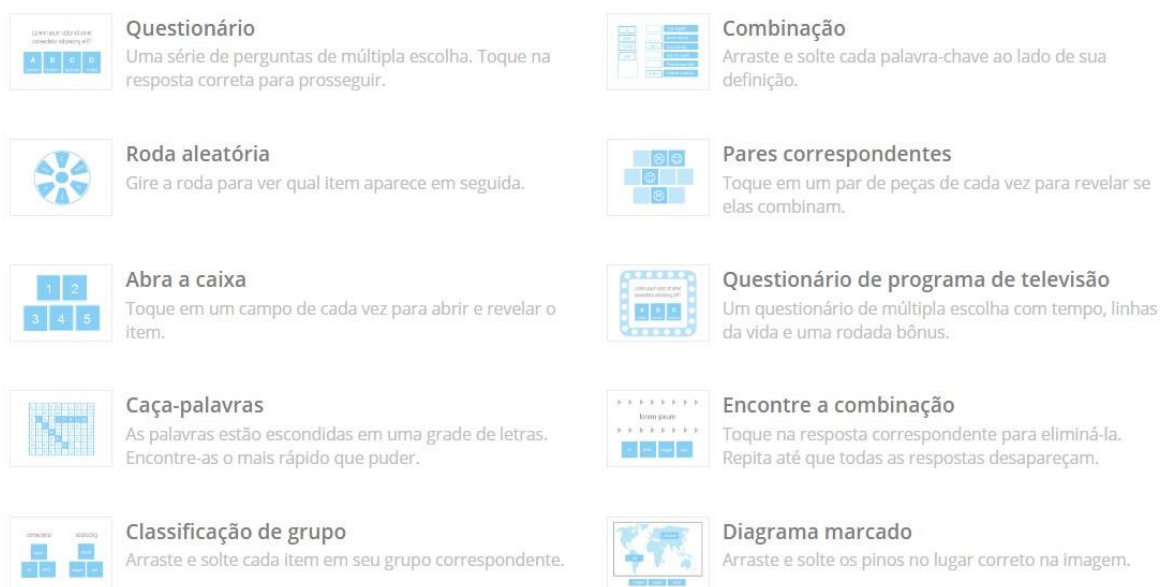 Questionário
Uma série de perguntas de múltipla escolha. Toque na
resposta correta para prosseguir.
Combinação
Arraste e solte cada palavra-chave ao lado de sua
definição.
Roda aleatória
Gire a roda para ver qual item aparece em seguida.
Pares correspondentes
Toque em um par de peças de cada vez para revelar se
elas combinam.
1 2
3 4 5
Abra a caixa
Toque em um campo de cada vez para abrir e revelar o
item.
A B C
Questionário de programa de televisão
Um questionário de múltipla escolha com tempo, linhas
da vida e uma rodada bônus.
Caça-palavras
As palavras estão escondidas em uma grade de letras.
Encontre-as o mais rápido que puder.
lorem ipsum
Encontre a combinação
Toque na resposta correspondente para eliminá-la.
Repita até que todas as respostas desapareçam.
Classificação de grupo
Arraste e solte cada item em seu grupo correspondente.
Diagrama marcado
Arraste e solte os pinos no lugar correto na imagem.